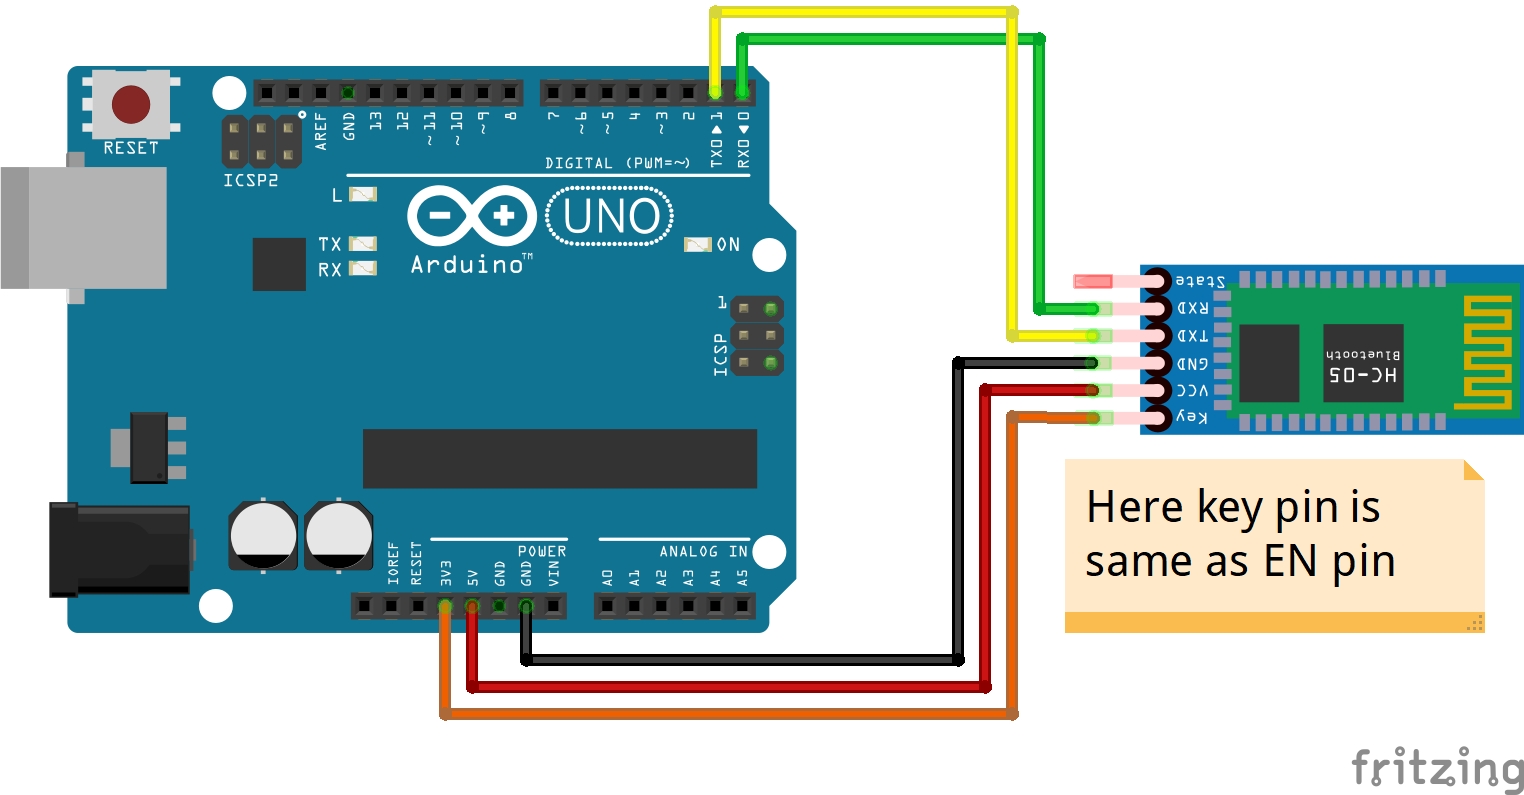 RESET
ICSP2
AREF
GND
13
12
~11
~10
~9
8
7
~6
~5
4
~3
2
TX0▶1
RX0◀0
DIGITAL (PWM=~)
L
TX
RX
Arduino™
UNO
ON
1
ICSP
IOREF
RESET
3V3
5V
GND
GND
VIN
POWER
ANALOG IN
A0
A1
A2
A3
A4
A5
State
RXD
TXD
GND
VCC
Key
HC-05
Bluetooth
Here key pin is
same as EN pin
fritzing